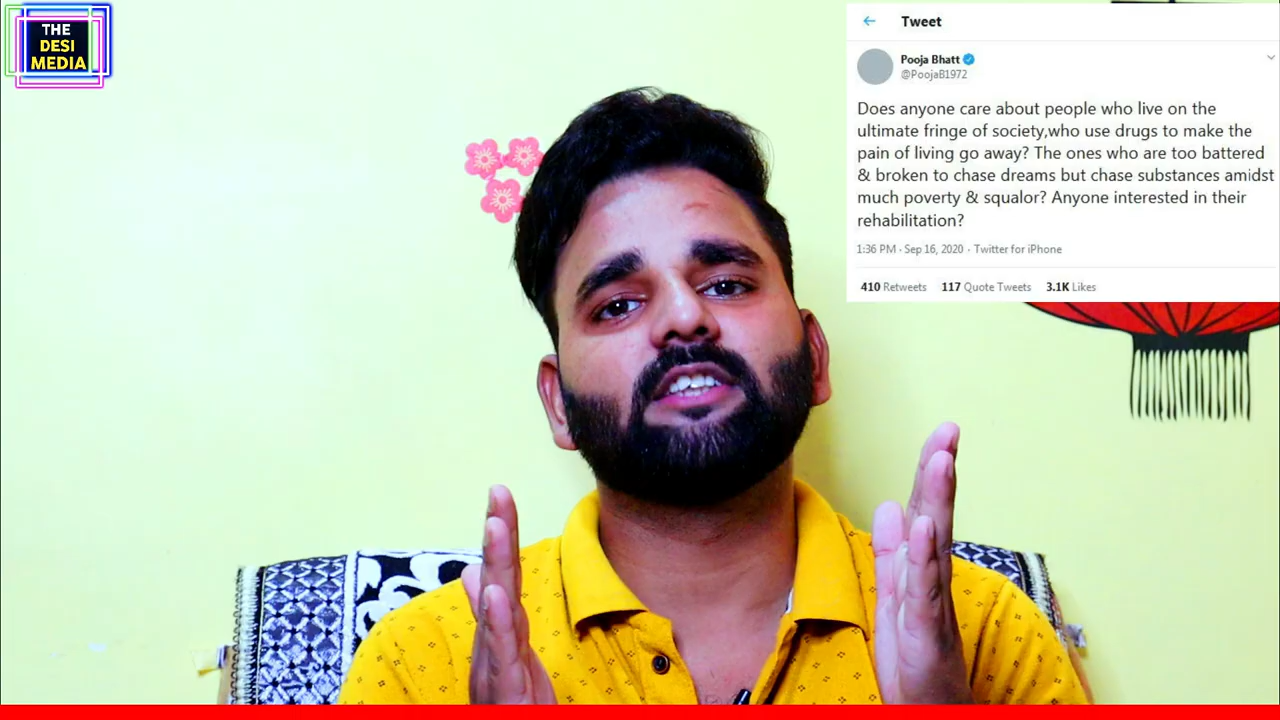 THE
DESI
MEDIA
Tweet
Pooja Bhatt
@PoojaB1972
Does anyone care about people who live on the
ultimate fringe of society,who use drugs to make the
pain of living go away? The ones who are too battered
& broken to chase dreams but chase substances amidst
much poverty & squalor? Anyone interested in their
rehabilitation?
1:36 PM · Sep 16, 2020 · Twitter for iPhone
410 Retweets 117 Quote Tweets 3.1K Likes